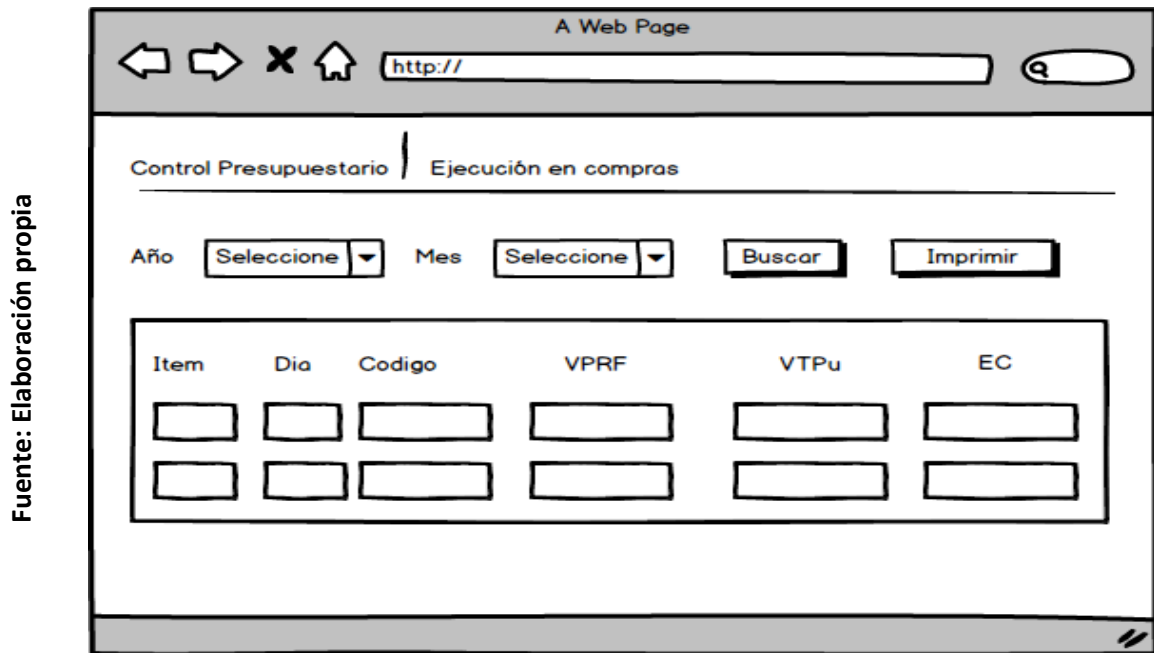 A Web Page
http://
Control Presupuestario Ejecución en compras
Año Seleccione Mes Seleccione Buscar Imprimir
Item Dia Codigo VPRF VTPu EC
Fuente: Elaboración propia